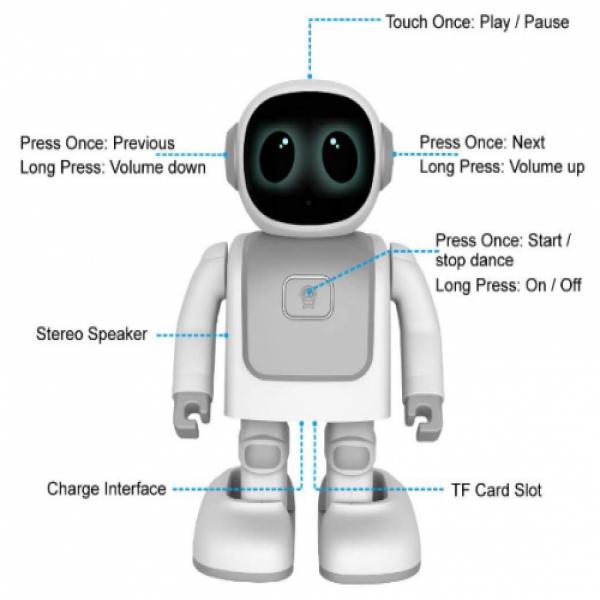 Touch Once: Play / Pause
Press Once: Previous
Long Press: Volume down
Press Once: Next
Long Press: Volume up
Press Once: Start /
stop dance
Long Press: On / Off
Stereo Speaker
Charge Interface
TF Card Slot